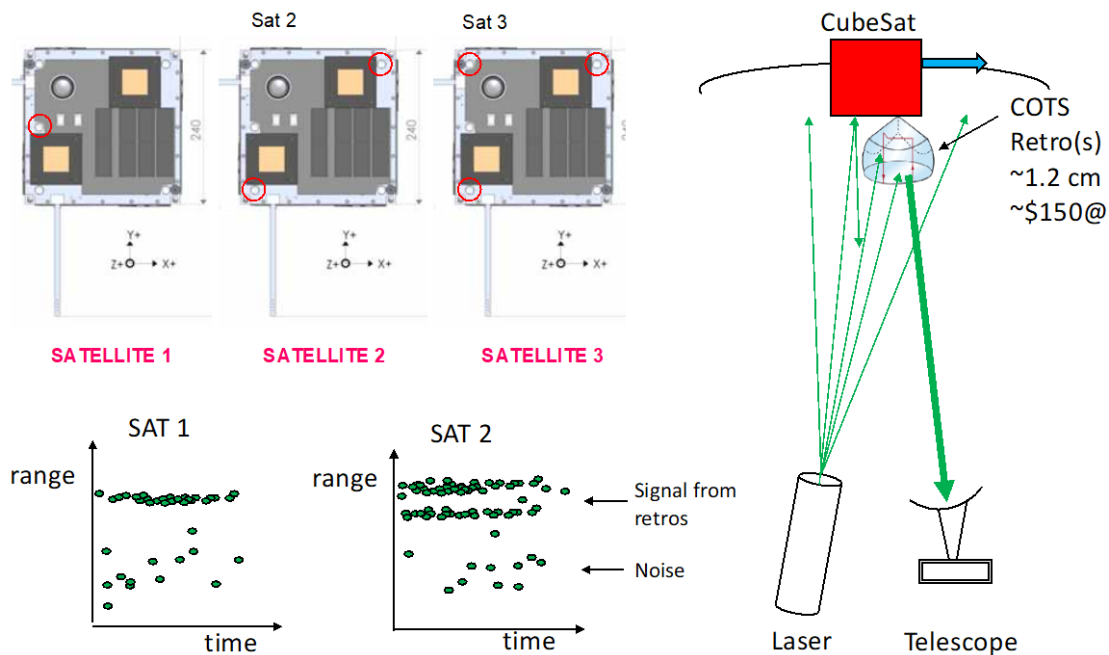 Sat 2
Sat 3
240
Y+
Z+
X+
240
Y+
Z+
X+
240
Y+
Z+
X+
SATELLITE 1
SATELLITE 2
SATELLITE 3
SAT 1
range
time
SAT 2
range
time
Signal from
retros
Noise
CubeSat
COTS
Retro(s)
~1.2 cm
~$150@
Laser
Telescope